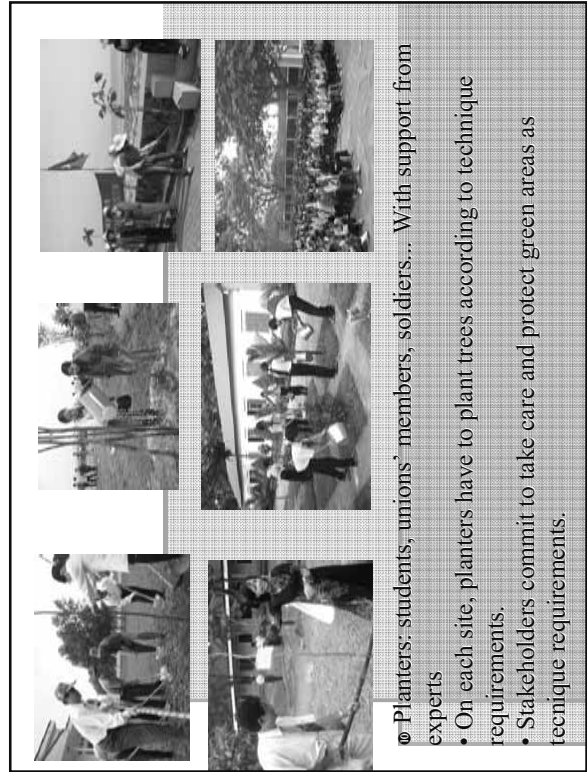 ❿ Planters: students, unions’ members, soldiers... With support from
experts
• On each site, planters have to plant trees according to technique
requirements.
• Stakeholders commit to take care and protect green areas as
tecnique requirements.